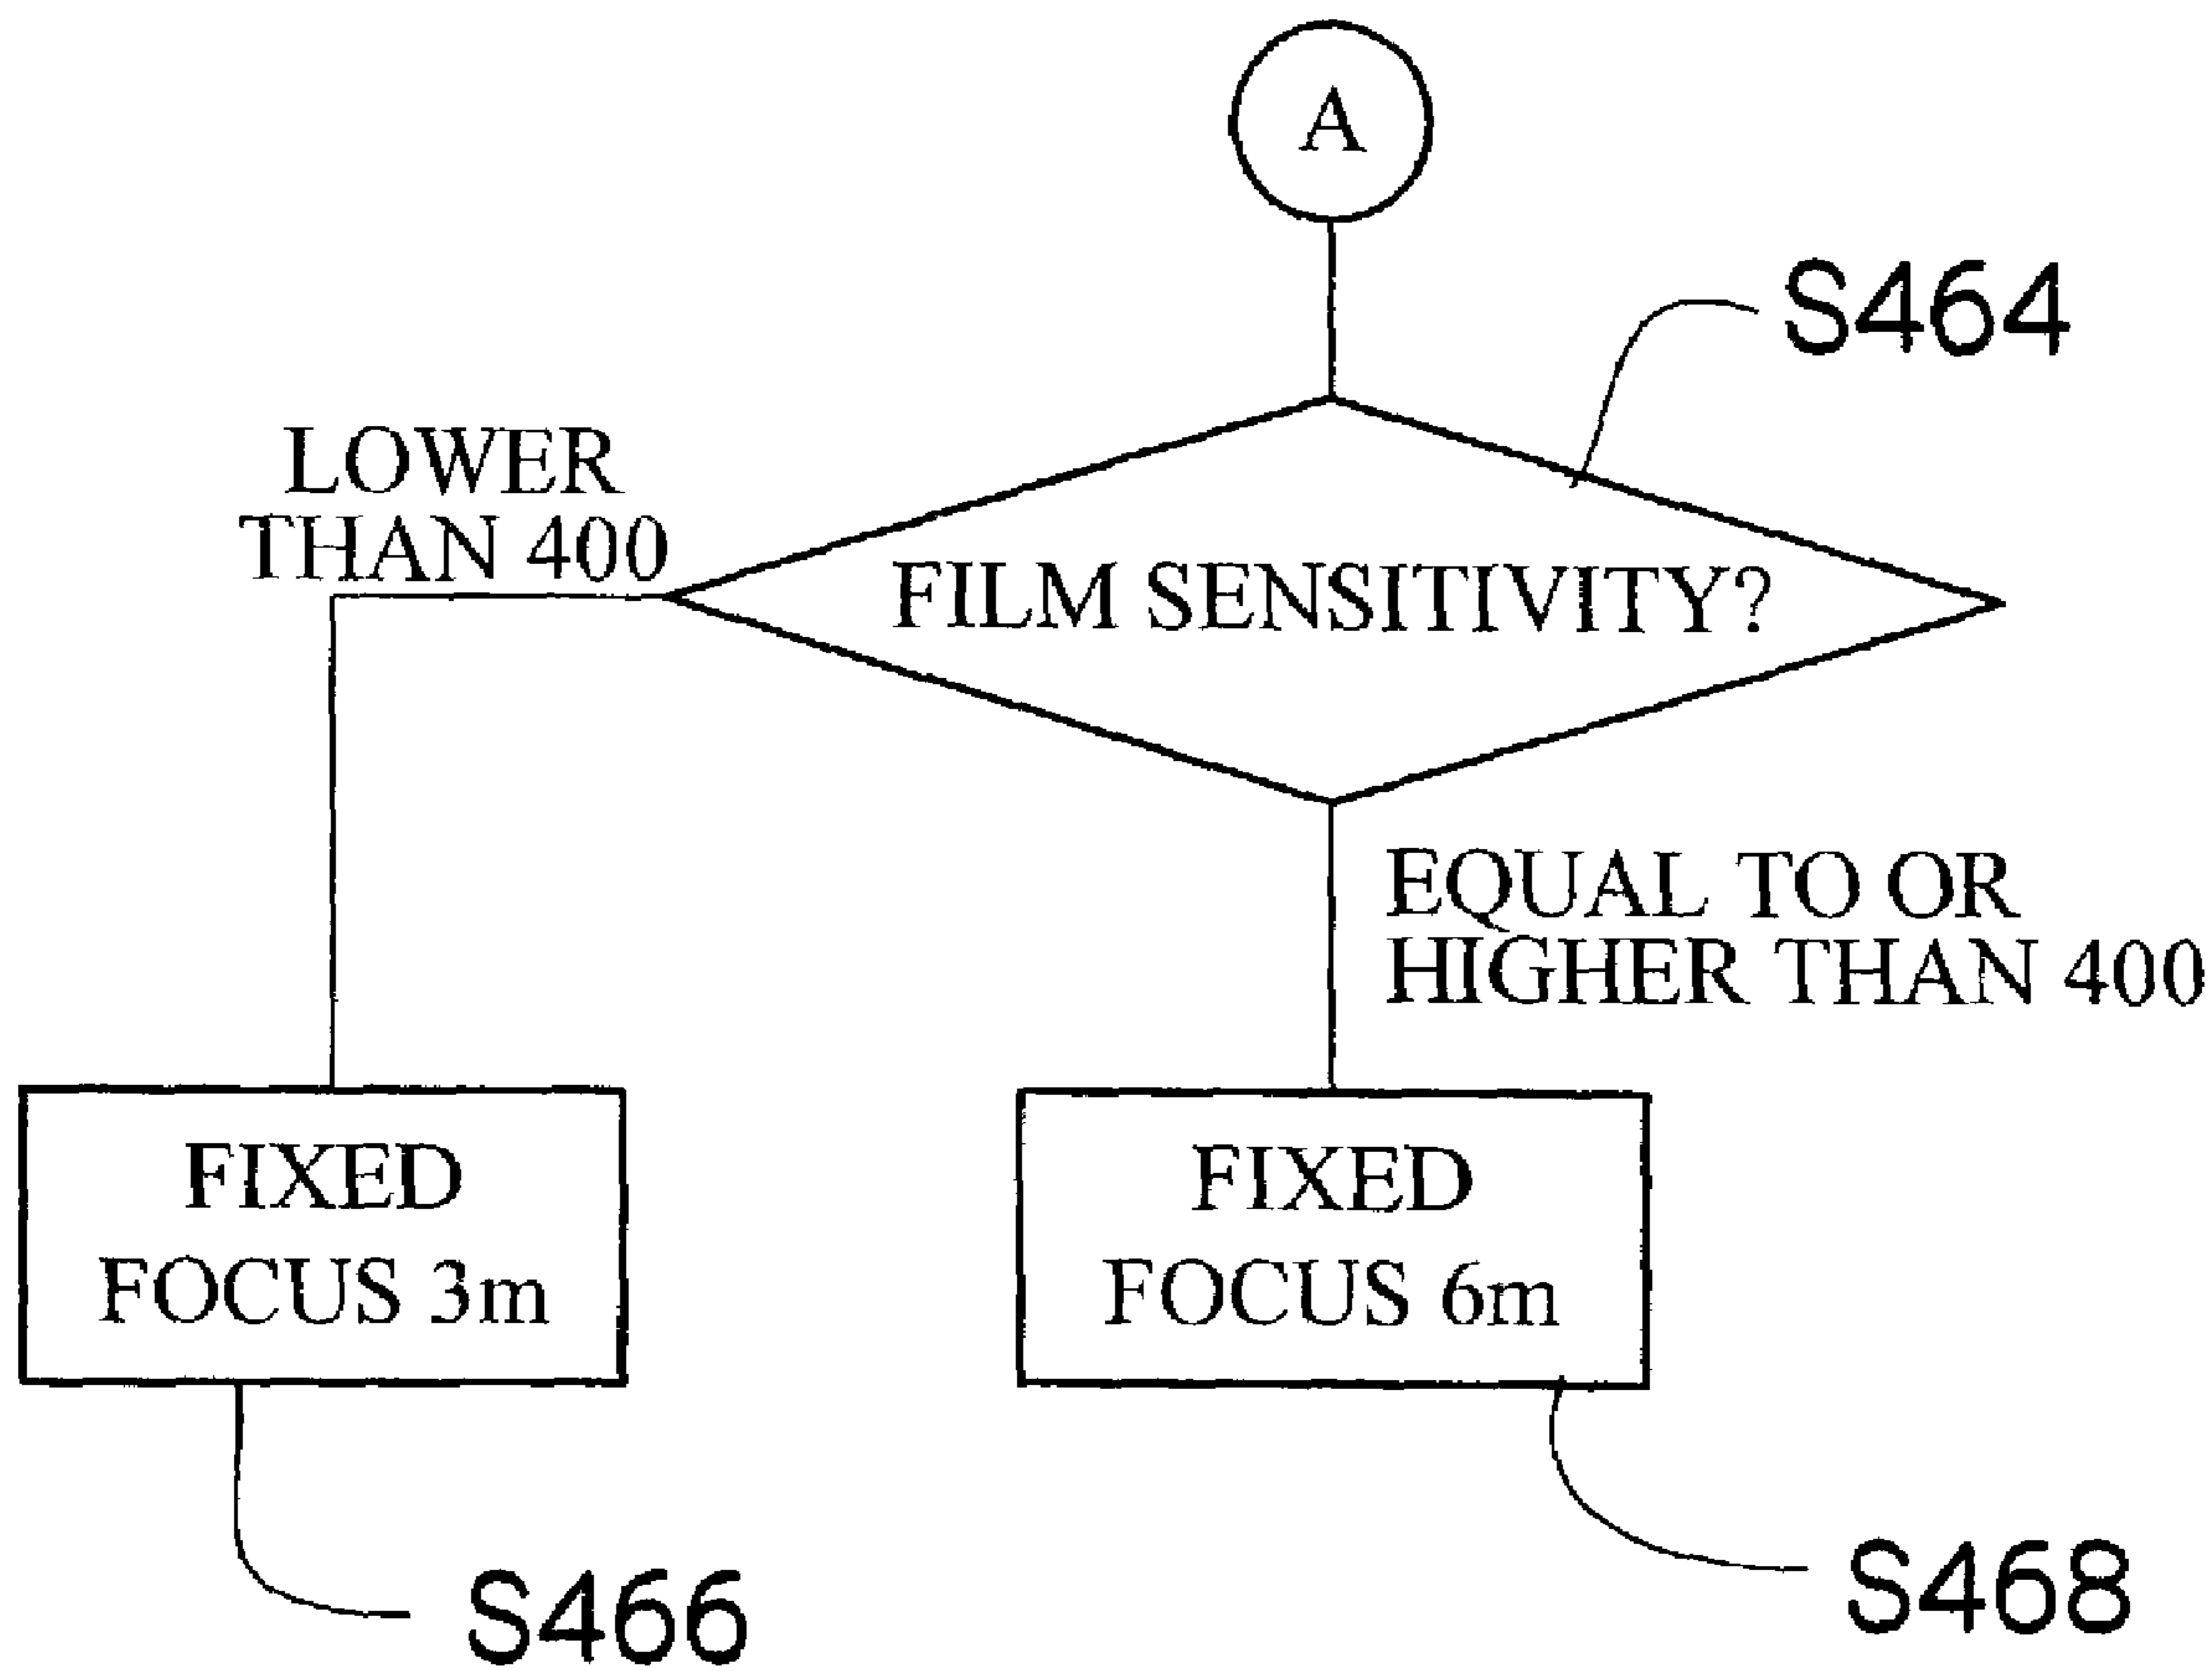 A
S464
LOWER
THAN 400
FILM SENSITIVITY?
EQUAL TO OR
HIGHER THAN 400
FIXED
FOCUS 3m
FIXED
FOCUS 6m
S466
S468